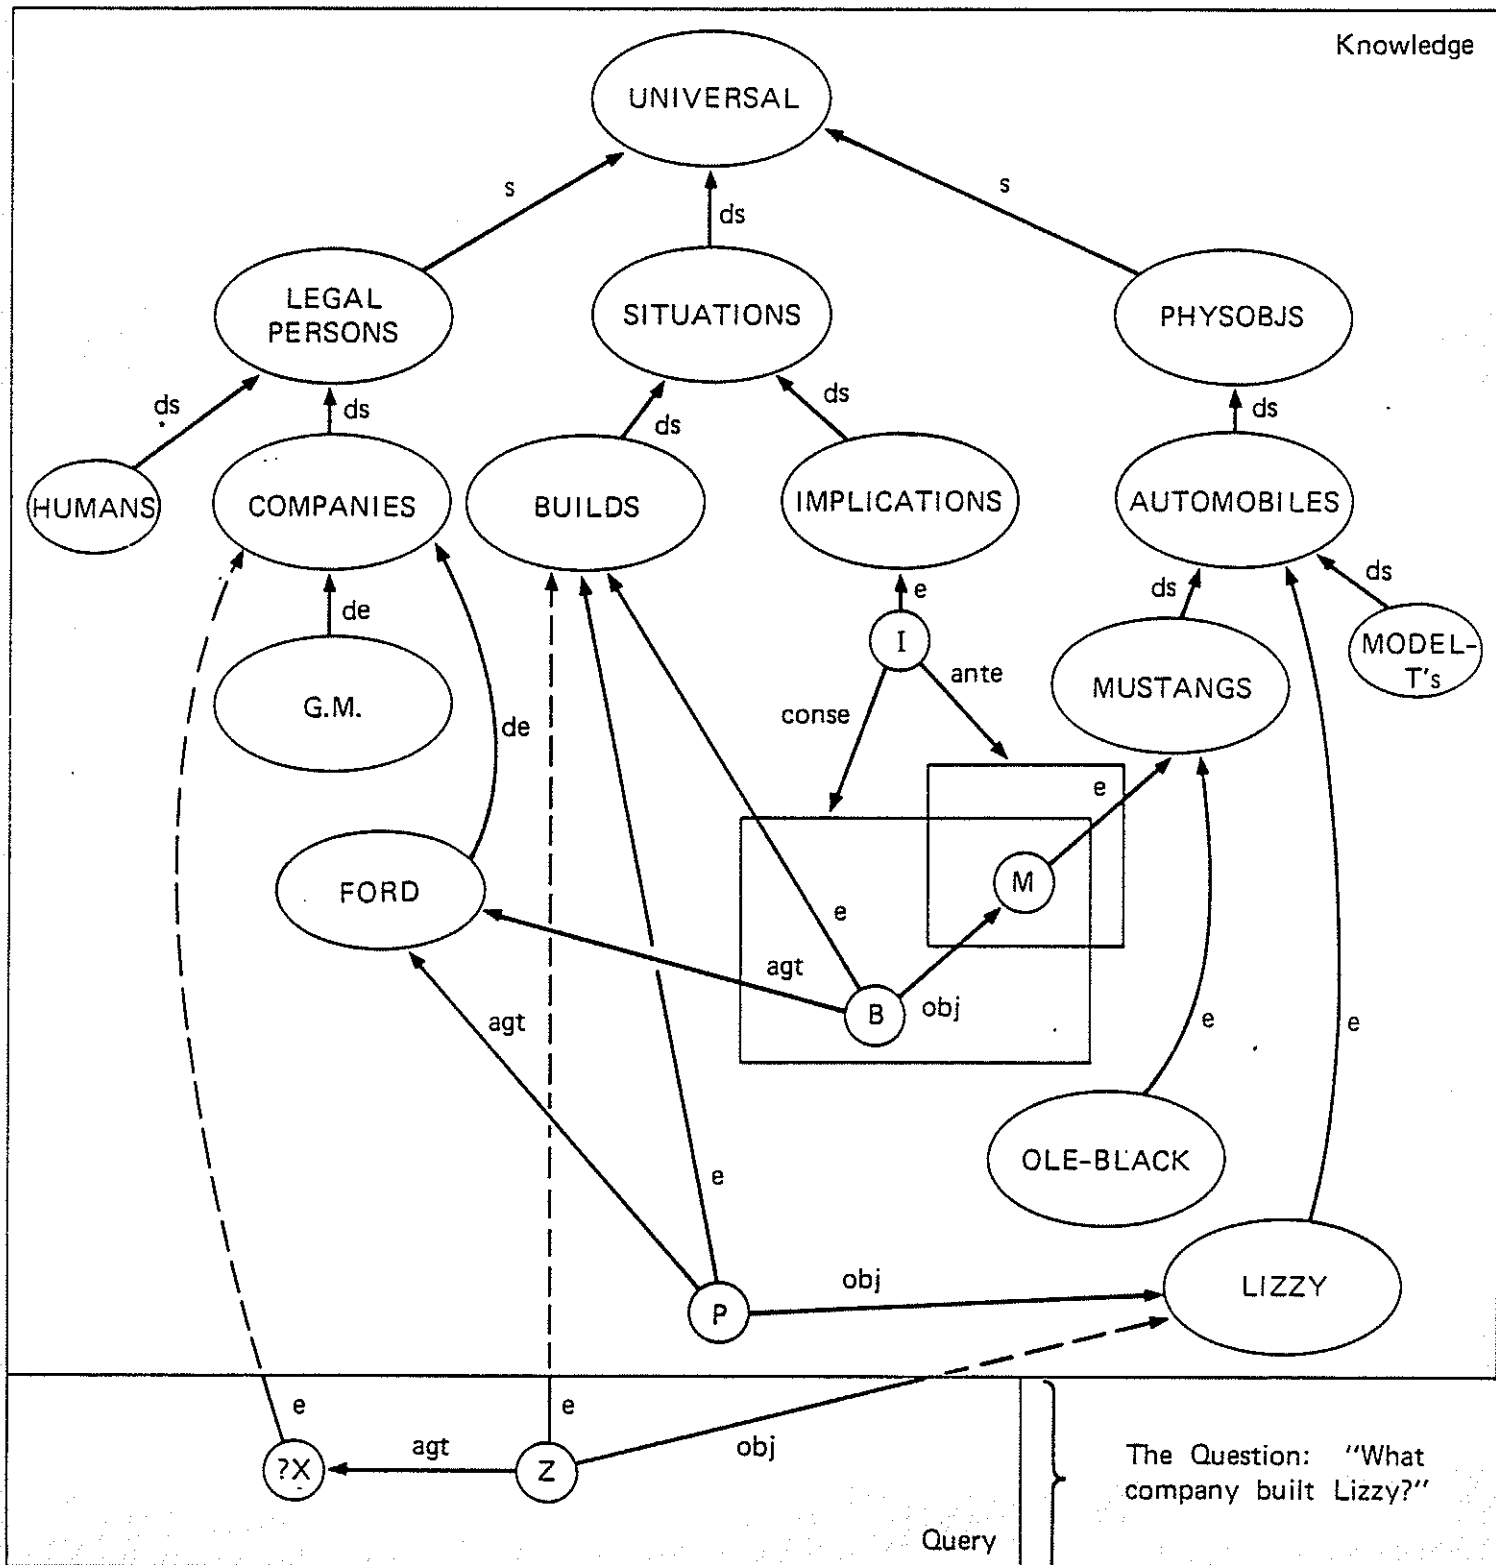 Knowledge
UNIVERSAL
s
ds
s
LEGAL
PERSONS
SITUATIONS
PHYSOBJS
ds
ds
ds
ds
ds
HUMANS
COMPANIES
BUILDS
IMPLICATIONS
AUTOMOBILES
de
e
ds
ds
I
MODEL-
T's
G.M.
MUSTANGS
ante
conse
de
e
M
FORD
e
agt
B
obj
agt
e
e
OLE-BLACK
e
obj
LIZZY
P
e
e
agt
obj
?X
Z
The Question: "What
company built Lizzy?"
Query